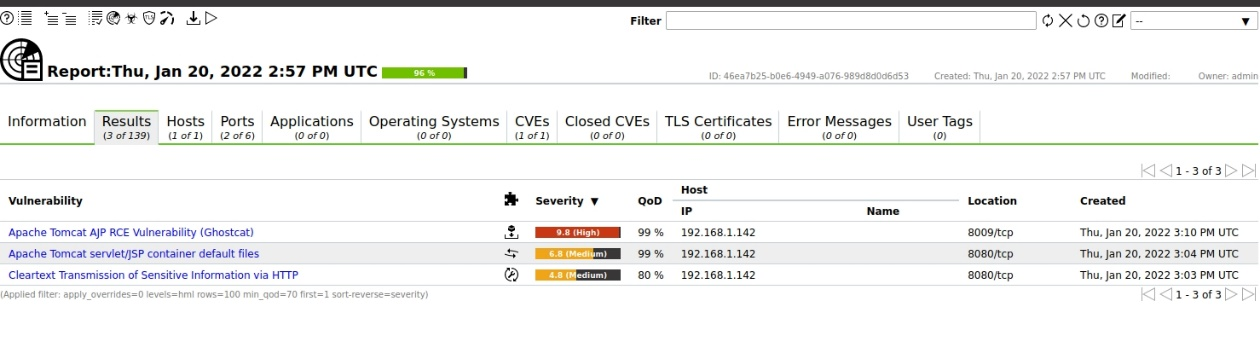 Filter
--
Report:Thu, Jan 20, 2022 2:57 PM UTC 96 %
ID: 46ea7b25-b0e6-4949-a076-989d8d0d6d53 Created: Thu, Jan 20, 2022 2:57 PM UTC Modified: Owner: admin
Information Results Hosts Ports Applications Operating Systems CVEs Closed CVEs TLS Certificates Error Messages User Tags
(3 of 139) (1 of 1) (2 of 6) (0 of 0) (0 of 0) (1 of 1) (0 of 0) (0 of 0) (0 of 0) (0)
1 - 3 of 3
Vulnerability Severity ▼ QoD Host Location Created
IP Name
Apache Tomcat AJP RCE Vulnerability (Ghostcat) 9.8 (High) 99 % 192.168.1.142 8009/tcp Thu, Jan 20, 2022 3:10 PM UTC
Apache Tomcat servlet/JSP container default files 6.8 (Medium) 99 % 192.168.1.142 8080/tcp Thu, Jan 20, 2022 3:04 PM UTC
Cleartext Transmission of Sensitive Information via HTTP 4.8 (Medium) 80 % 192.168.1.142 8080/tcp Thu, Jan 20, 2022 3:03 PM UTC
(Applied filter: apply_overrides=0 levels=hml rows=100 min_qod=70 first=1 sort-reverse=severity) 1 - 3 of 3